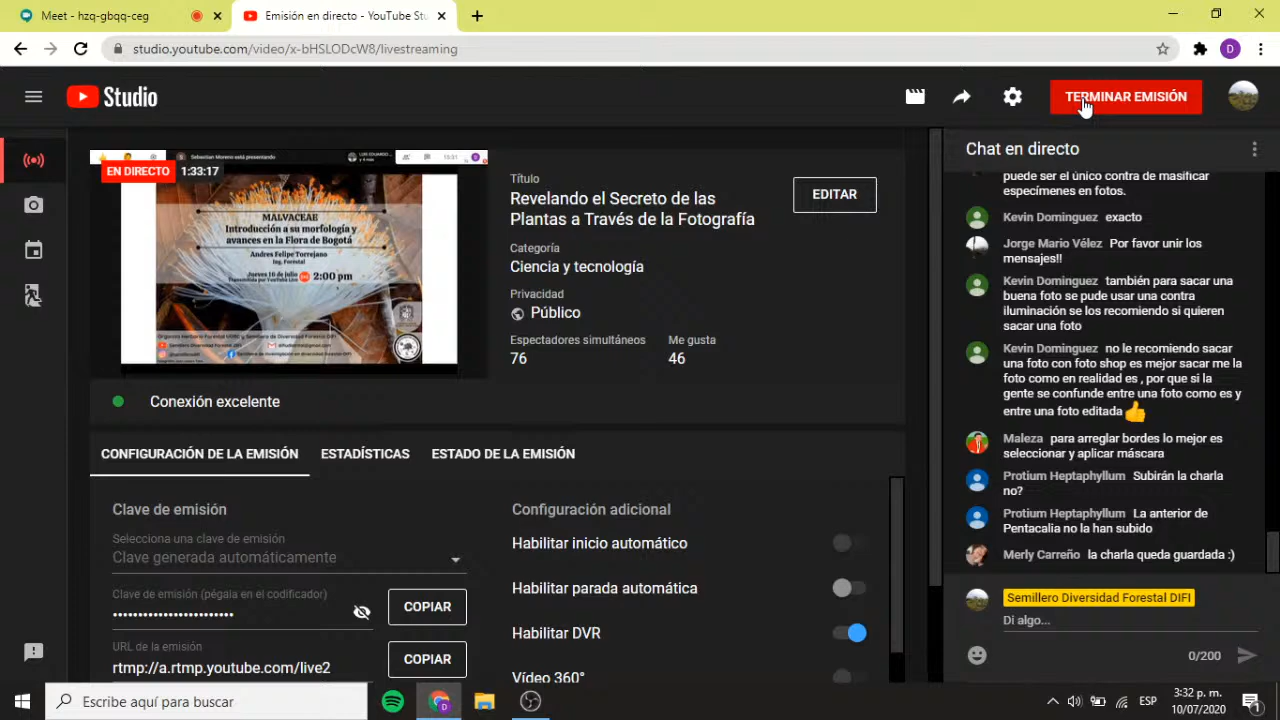 Meet - hzq-gbqq-ceg
Emisión en directo - YouTube Stu
studio.youtube.com/video/x-bHSLODcW8/livestreaming
D
Studio
TERMINAR EMISIÓN
Sebastian Moreno está presentando
EN DIRECTO 1:33:17
MALVACEAE
Introducción a su morfología y
avances en la Flora de Bogotá
Andres Felipe Torrejano
Ing. Forestal
Jueves 16 de julio
2:00 pm
Transmitida por YouTube Live
Título
Revelando el Secreto de las
Plantas a Través de la Fotografía
EDITAR
Categoría
Ciencia y tecnología
Privacidad
Público
Espectadores simultáneos
76
Me gusta
46
Conexión excelente
CONFIGURACIÓN DE LA EMISIÓN
ESTADÍSTICAS
ESTADO DE LA EMISIÓN
Clave de emisión
Selecciona una clave de emisión
Clave generada automáticamente
Clave de emisión (pégala en el codificador)
••••••••••••••••••••••••
COPIAR
URL de la emisión
rtmp://a.rtmp.youtube.com/live2
COPIAR
Configuración adicional
Habilitar inicio automático
Habilitar parada automática
Habilitar DVR
Vídeo 360°
Chat en directo
puede ser el único contra de masificar
especímenes en fotos.
Kevin Dominguez exacto
Jorge Mario Vélez Por favor unir los
mensajes!!
Kevin Dominguez también para sacar una
buena foto se pude usar una contra
iluminación se los recomiendo si quieren
sacar una foto
Kevin Dominguez no le recomiendo sacar
una foto con foto shop es mejor sacar me la
foto como en realidad es , por que si la
gente se confunde entre una foto como es y
entre una foto editada
Maleza para arreglar bordes lo mejor es
seleccionar y aplicar máscara
Protium Heptaphyllum Subirán la charla
no?
Protium Heptaphyllum La anterior de
Pentacalia no la han subido
Merly Carreño la charla queda guardada :)
Semillero Diversidad Forestal DIFI
Di algo...
0/200
Escribe aquí para buscar
ESP
3:32 p. m.
10/07/2020
1